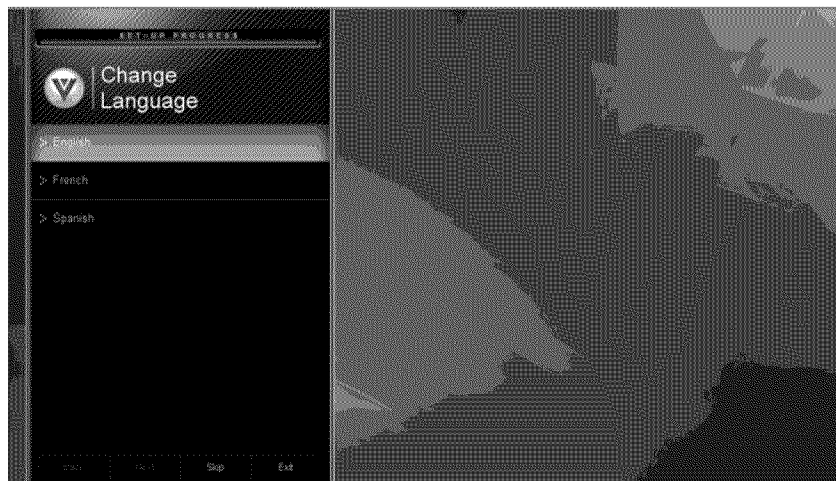 SET-UP PROGRESS
Change
Language
> English
> French
> Spanish
Skip
Exit